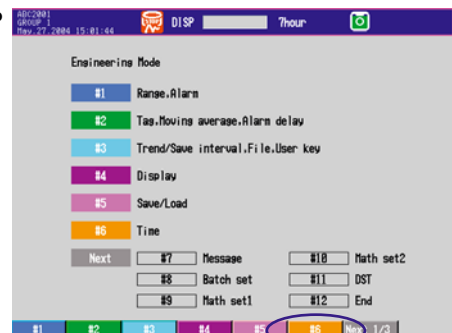 ABC2001
GROUP 1
May.27.2004 15:01:44
DISP
7hour
Engineering Mode
#1 Range.Alarm
#2 Tag.Moving average.Alarm delay
#3 Trend/Save interval.File.User key
#4 Display
#5 Save/Load
#6 Time
Next #7 Message #10 Math set2
#8 Batch set #11 DST
#9 Math set1 #12 End
#1 #2 #3 #4 #5 #6 Next 1/3